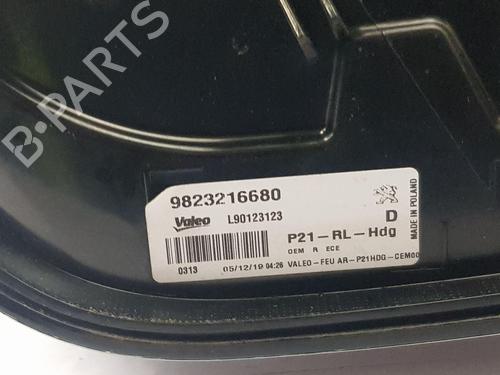 B-PARTS
9823216680
Valeo L90123123 D
P21-RL-Hdg
OEM R ECE
0313 05/12/19 04:26 VALEO-FEU AR-P21HDG-CEM00
MADE IN POLAND